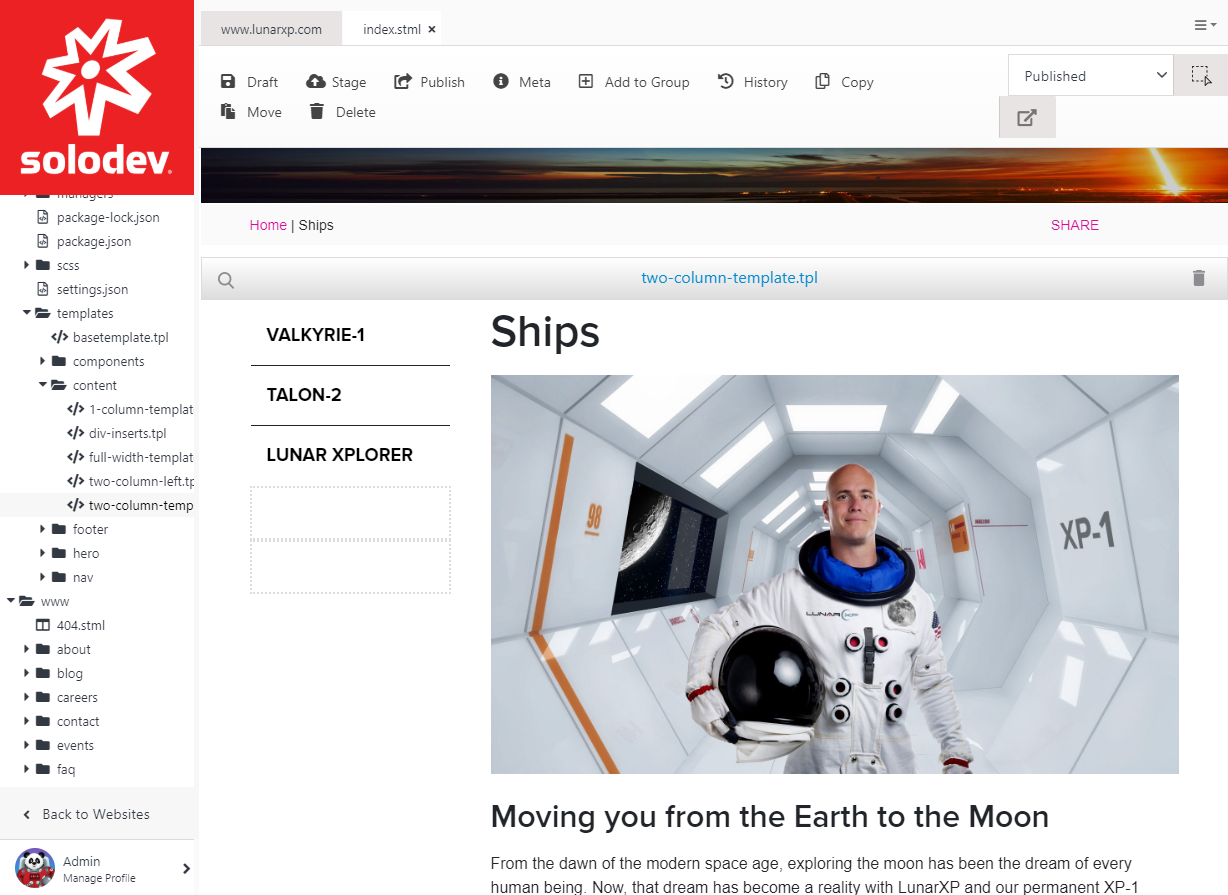 solodev
managers
package-lock.json
package.json
scss
settings.json
templates
basetemplate.tpl
components
content
1-column-templat
div-inserts.tpl
full-width-templat
two-column-left.tp
two-column-temp
footer
hero
nav
www
404.stml
about
blog
careers
contact
events
faq
Back to Websites
Admin
Manage Profile
www.lunarxp.com
index.stml ×
Draft
Stage
Publish
Meta
Add to Group
History
Copy
Published
Move
Delete
Home | Ships
SHARE
two-column-template.tpl
VALKYRIE-1
TALON-2
LUNAR XPLORER
Ships
98
XP-1
LUNAR XP
Moving you from the Earth to the Moon
From the dawn of the modern space age, exploring the moon has been the dream of every
human being. Now, that dream has become a reality with LunarXP and our permanent XP-1